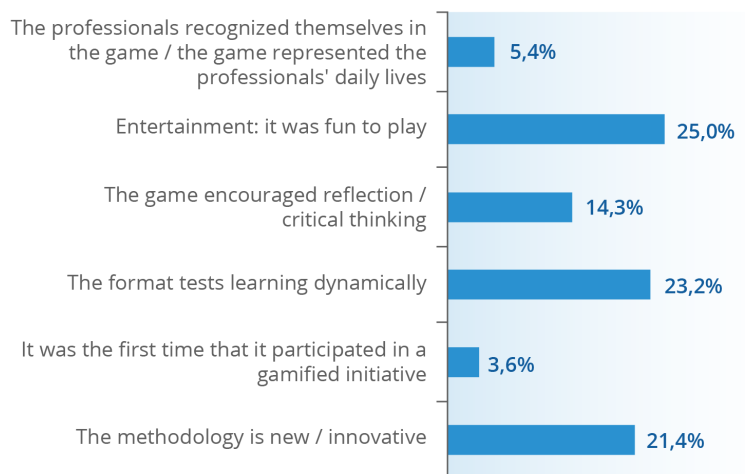 The professionals recognized themselves in
the game / the game represented the
professionals' daily lives
5,4%
Entertainment: it was fun to play
25,0%
The game encouraged reflection /
critical thinking
14,3%
The format tests learning dynamically
23,2%
It was the first time that it participated in a
gamified initiative
3,6%
The methodology is new / innovative
21,4%